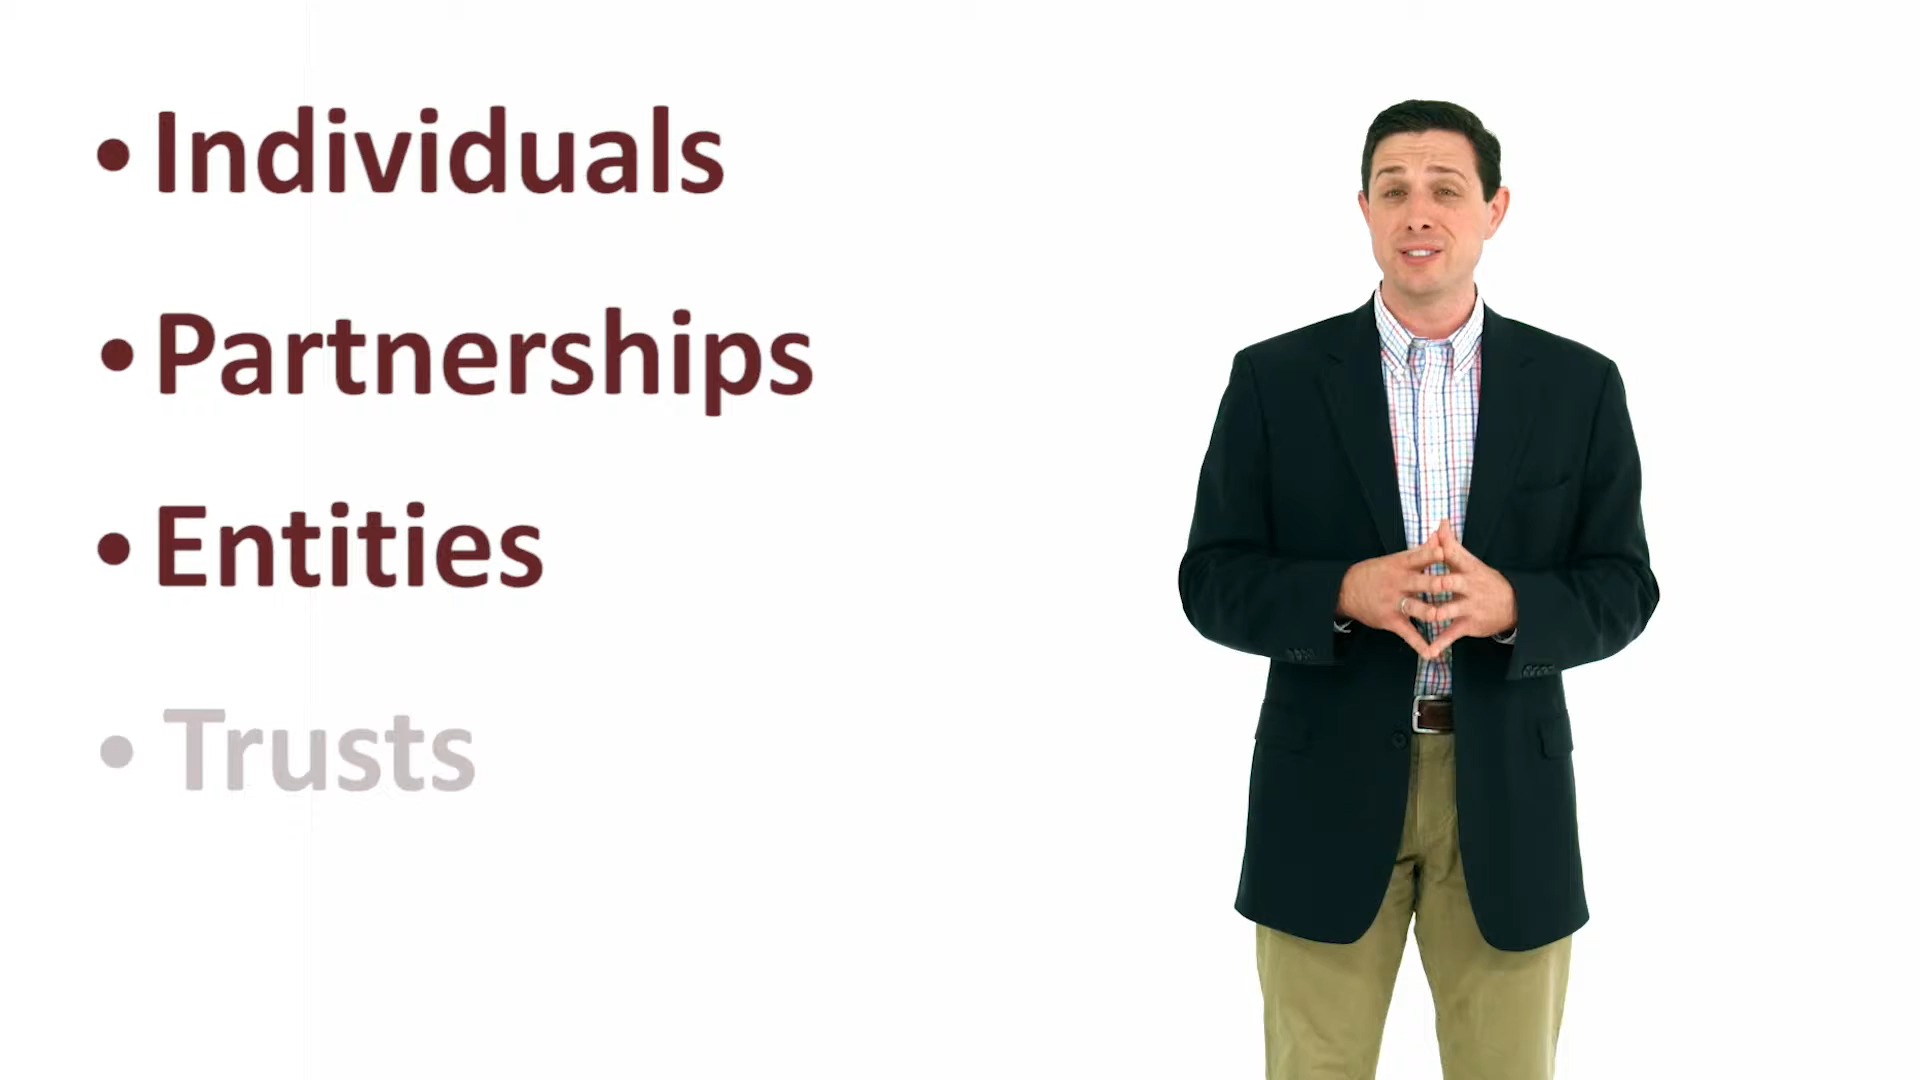 • Individuals
• Partnerships
• Entities
• Trusts